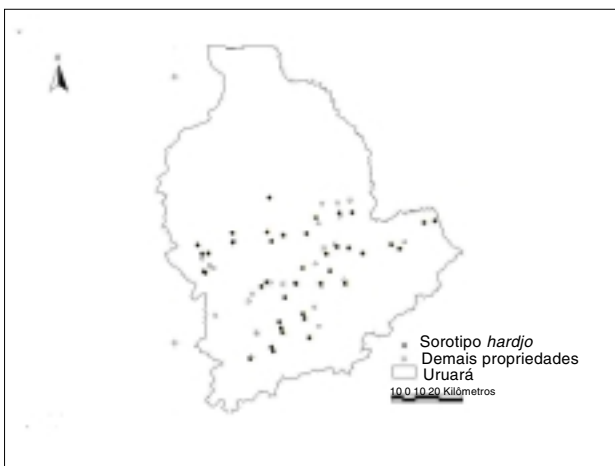 Sorotipo hardjo
Demais propriedades
Uruará
10 0 10 20 Kilômetros